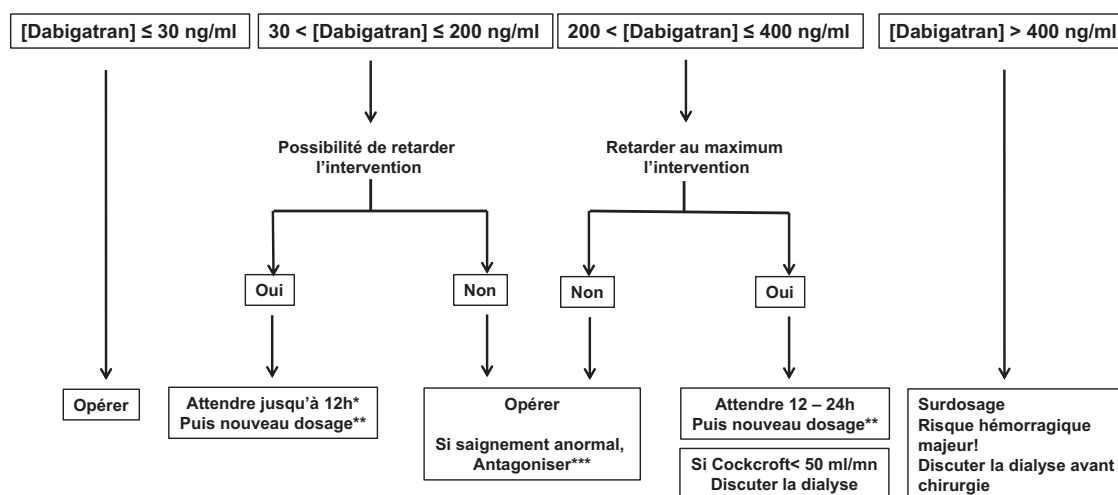 [Dabigatran] ≤ 30 ng/ml
30 < [Dabigatran] ≤ 200 ng/ml
200 < [Dabigatran] ≤ 400 ng/ml
[Dabigatran] > 400 ng/ml
Possibilité de retarder
l’intervention
Retarder au maximum
l’intervention
Oui
Non
Non
Oui
Opérer
Attendre jusqu’à 12h*
Puis nouveau dosage**
Opérer
Si saignement anormal,
Antagoniser***
Attendre 12 – 24h
Puis nouveau dosage**
Si Cockcroft< 50 ml/mn
Discuter la dialyse
Surdosage
Risque hémorragique
majeur!
Discuter la dialyse avant
chirurgie